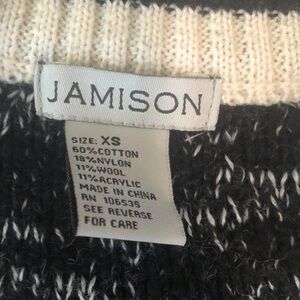 JAMISON
SIZE: XS
60%COTTON
18%NYLON
11%WOOL
11%ACRYLIC
MADE IN CHINA
RN 106535
SEE REVERSE
FOR CARE